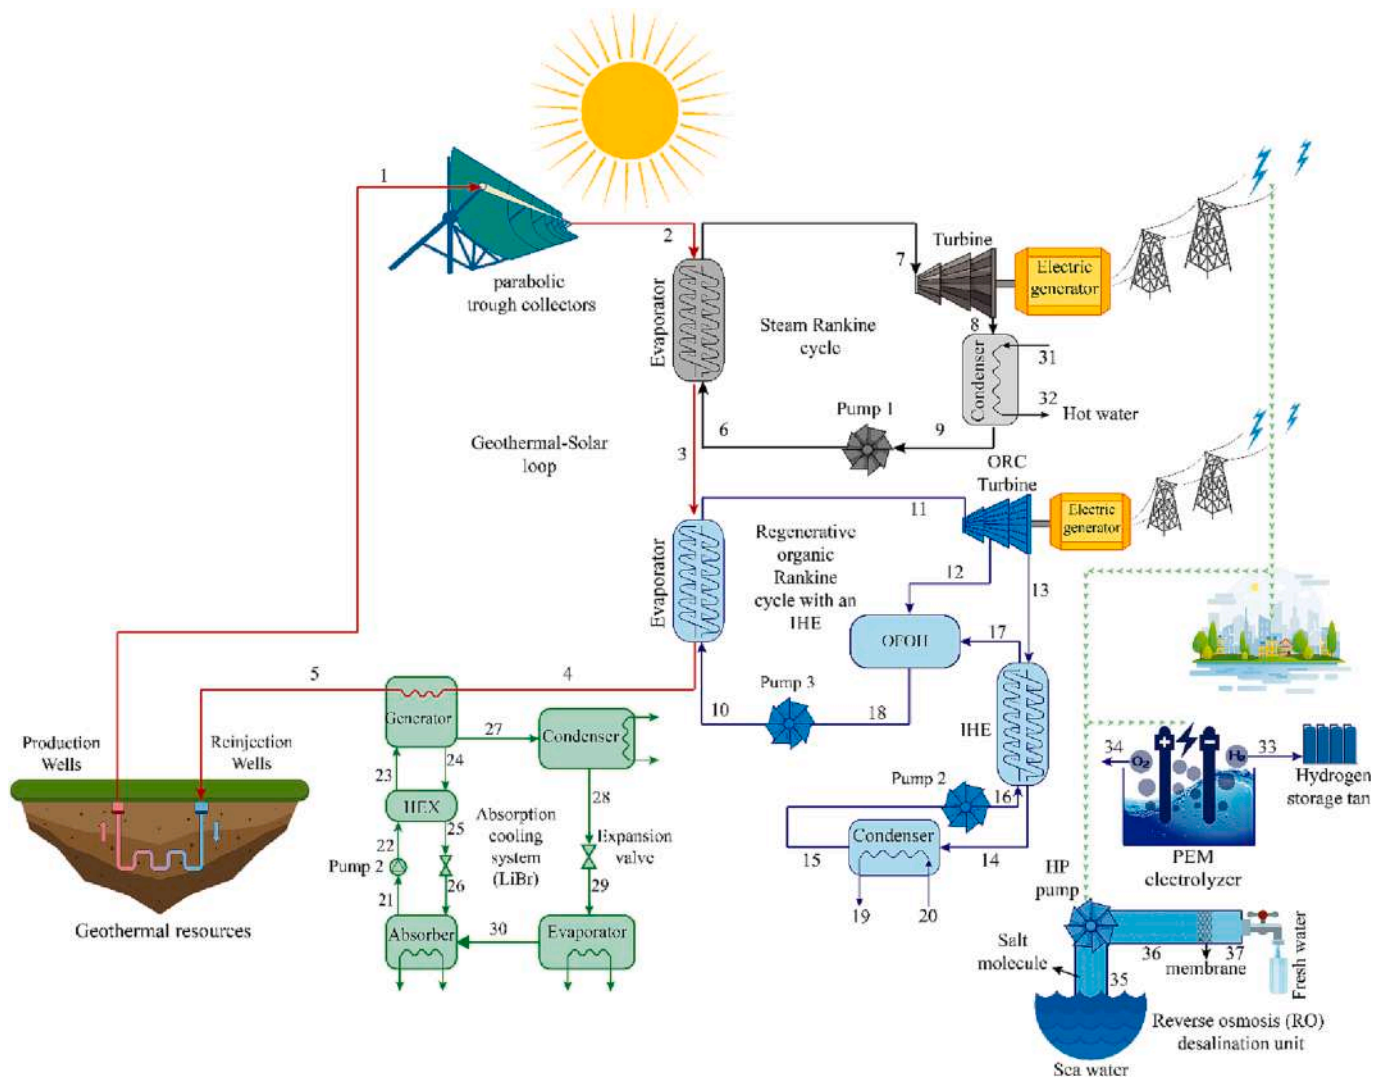 1
parabolic
trough collectors
2
Evaporator
7
Turbine
Electric
generator
8
Steam Rankine
cycle
Condenser
31
32
Hot water
Pump 1
6
9
Geothermal-Solar
loop
3
ORC
Turbine
11
Electric
generator
Evaporator
Regenerative
organic
Rankine
cycle with an
IHE
12
13
OFOH
17
5
4
10
Pump 3
18
IHE
Generator
27
Condenser
Production
Wells
Reinjection
Wells
23
24
HEX
28
Pump 2
16
34
O2
H2
33
Hydrogen
storage tan
22
25
Absorption
cooling
system
(LiBr)
Expansion
valve
Pump 2
26
29
21
15
Condenser
14
19
20
PEM
electrolyzer
HP
pump
Geothermal resources
Absorber
30
Evaporator
Salt
molecule
36
37
membrane
35
Fresh water
Reverse osmosis (RO)
desalination unit
Sea water